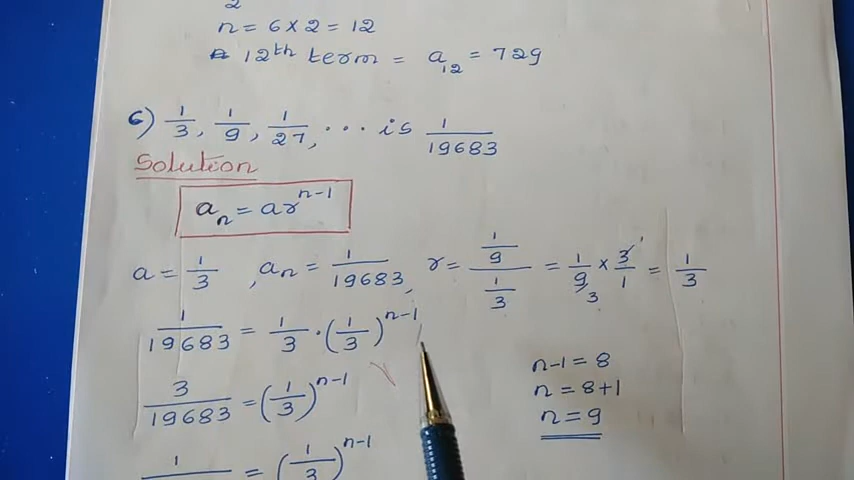 2
n = 6 × 2 = 12
12th term = a₁₂ = 729
6) 1/3, 1/9, 1/27, ... is 1/19683
Solution
aₙ = ar^(n-1)
a = 1/3, aₙ = 1/19683, r = (1/9)/(1/3) = 1/9 × 3/1 = 1/3
1/19683 = 1/3 · (1/3)^(n-1)
3/19683 = (1/3)^(n-1)
1/ = (1/3)^(n-1)
n-1 = 8
n = 8+1
n = 9